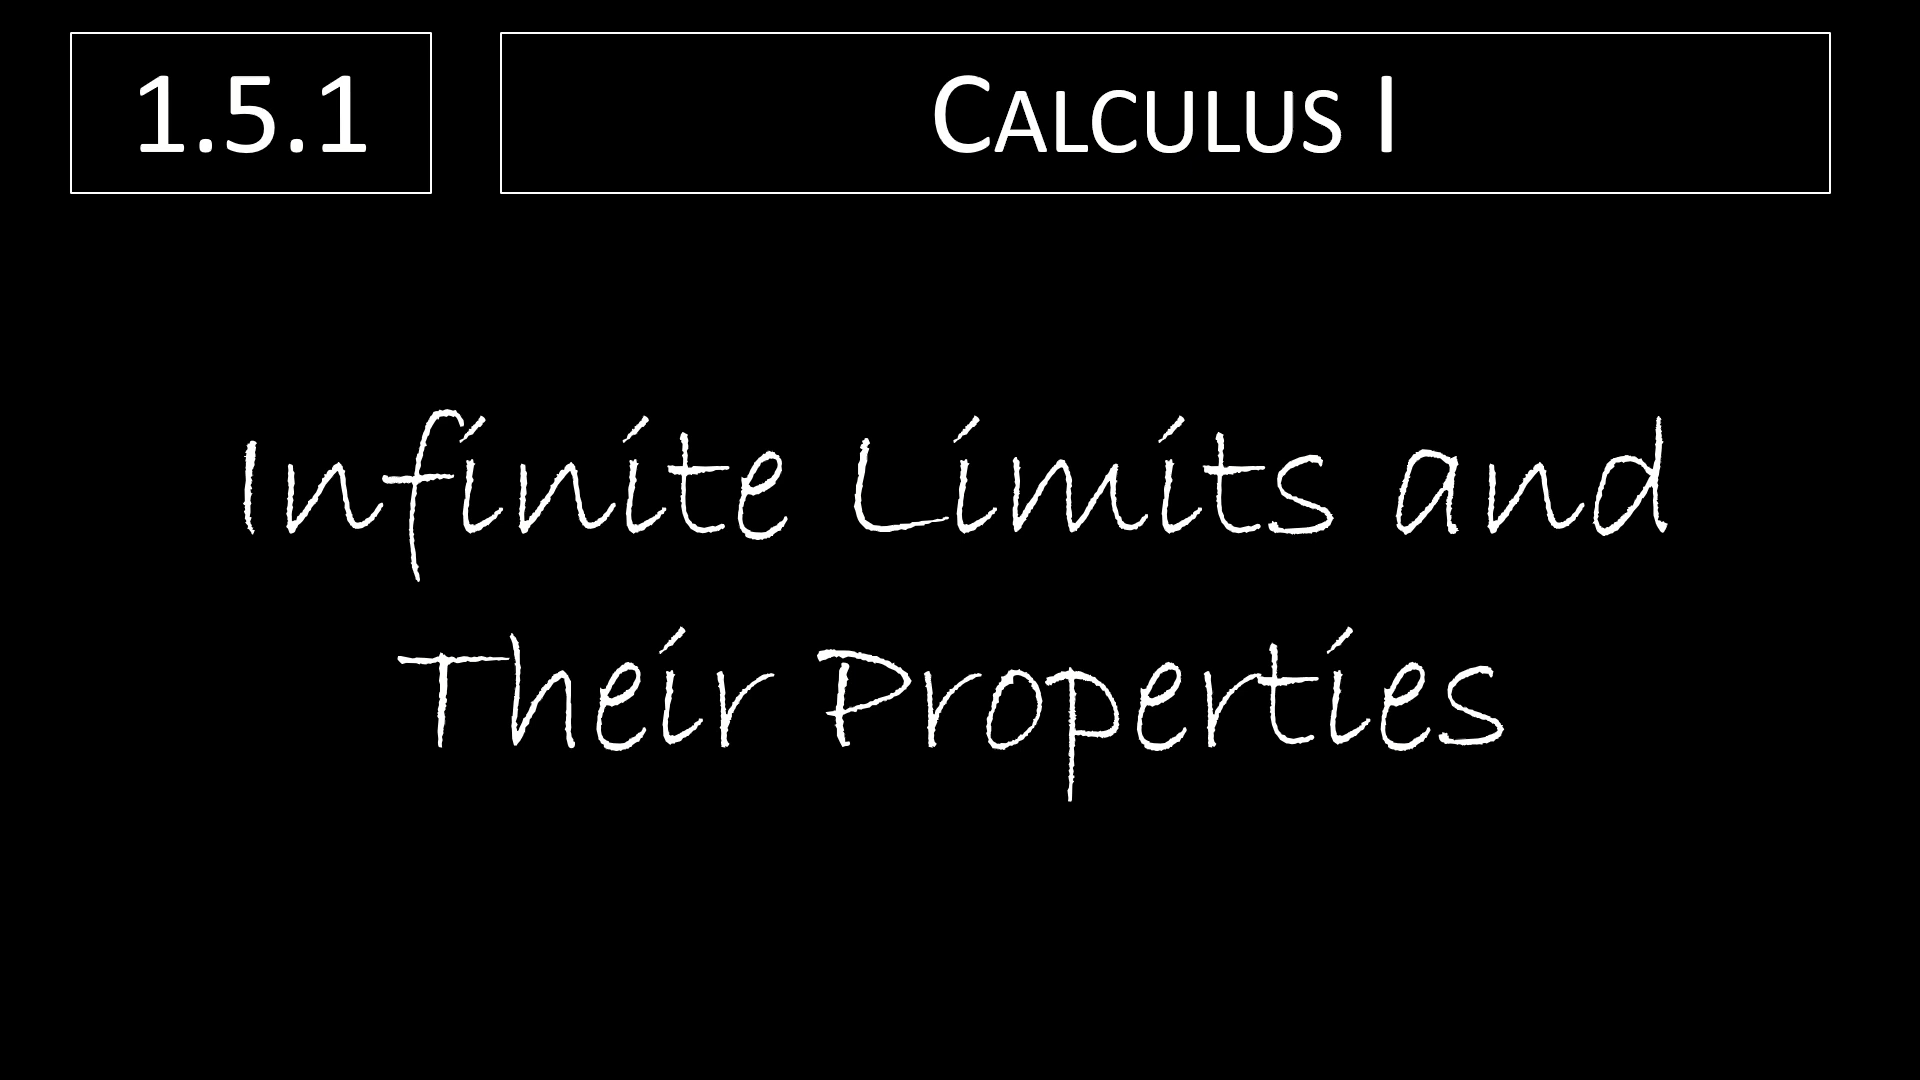 1.5.1
CALCULUS I
Infinite Limits and
Their Properties